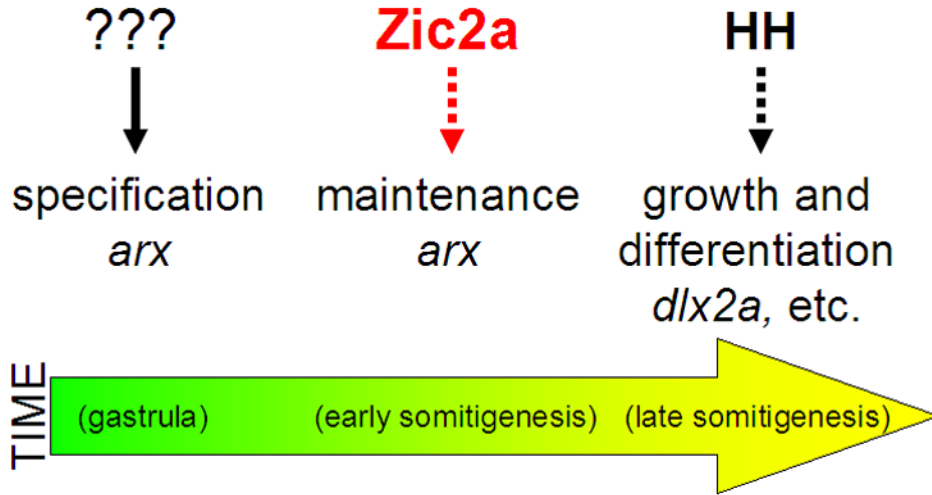 ??? Zic2a HH
specification maintenance growth and
arx arx differentiation
dlx2a, etc.
TIME
(gastrula) (early somitigenesis) (late somitigenesis)